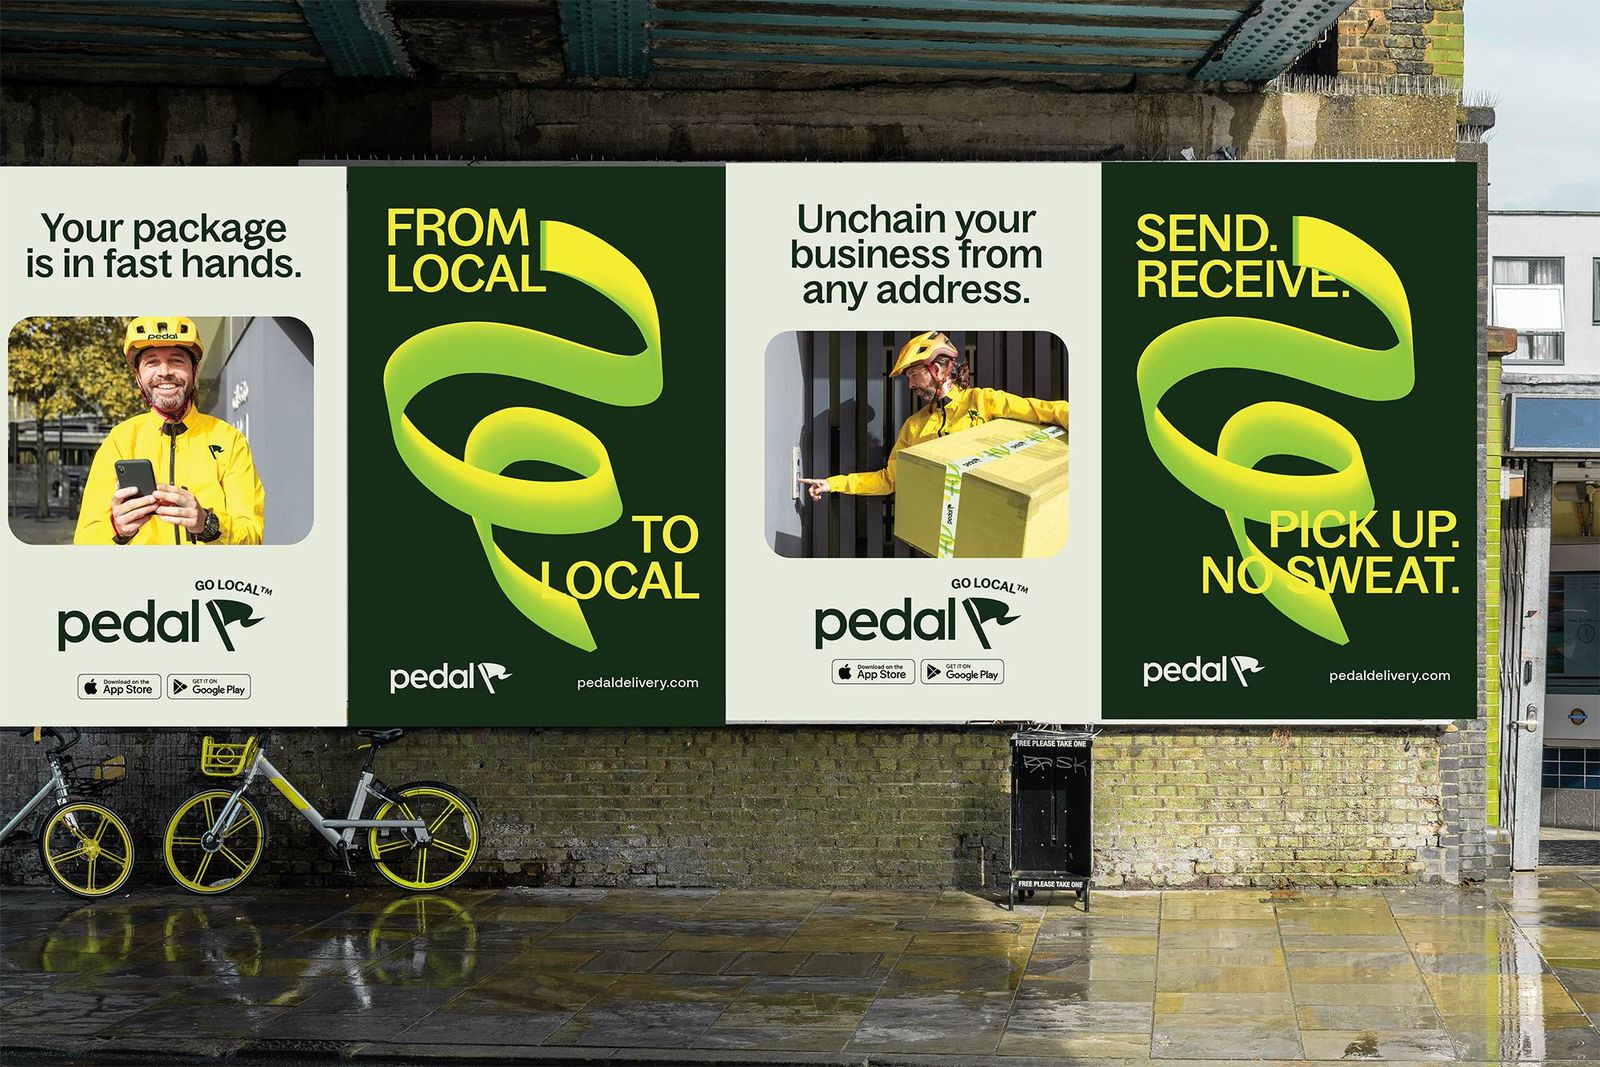 Your package
is in fast hands.
pedal
GO LOCAL™
pedal
Download on the
App Store
GET IT ON
Google Play
FROM
LOCAL
TO
LOCAL
pedal
pedaldelivery.com
Unchain your
business from
any address.
pedal
pedal
GO LOCAL™
pedal
Download on the
App Store
GET IT ON
Google Play
SEND.
RECEIVE.
PICK UP.
NO SWEAT.
pedal
pedaldelivery.com
FREE PLEASE TAKE ONE
FREE PLEASE TAKE ONE